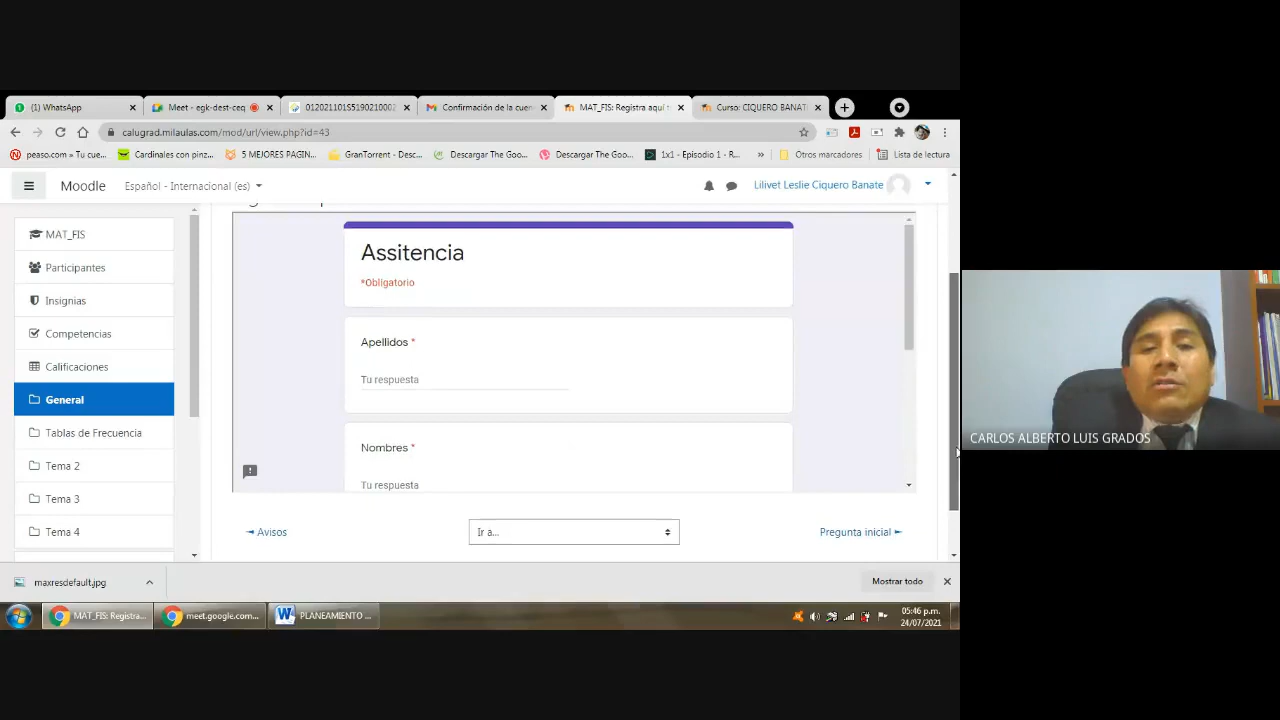 (1) WhatsApp
Meet - egk-dest-ceq
012021101S519021000​2
Confirmación de la cuen
MAT_FIS: Registra aquí t
Curso: CIQUERO BANATE
calugrad.milaulas.com/mod/url/view.php?id=43
peaso.com » Tu cue...
Cardinales con pinz...
5 MEJORES PAGIN...
GranTorrent - Desc...
Descargar The Goo...
Descargar The Goo...
1x1 - Episodio 1 - R...
»
Otros marcadores
Lista de lectura
Moodle
Español - Internacional (es)
Lilivet Leslie Ciquero Banate
MAT_FIS
Participantes
Insignias
Competencias
Calificaciones
General
Tablas de Frecuencia
Tema 2
Tema 3
Tema 4
Assitencia
*Obligatorio
Apellidos *
Tu respuesta
Nombres *
Tu respuesta
◄ Avisos
Ir a...
Pregunta inicial ►
CARLOS ALBERTO LUIS GRADOS
maxresdefault.jpg
Mostrar todo
MAT_FIS: Registra...
meet.google.com...
PLANEAMIENTO ...
05:46 p.m.
24/07/2021